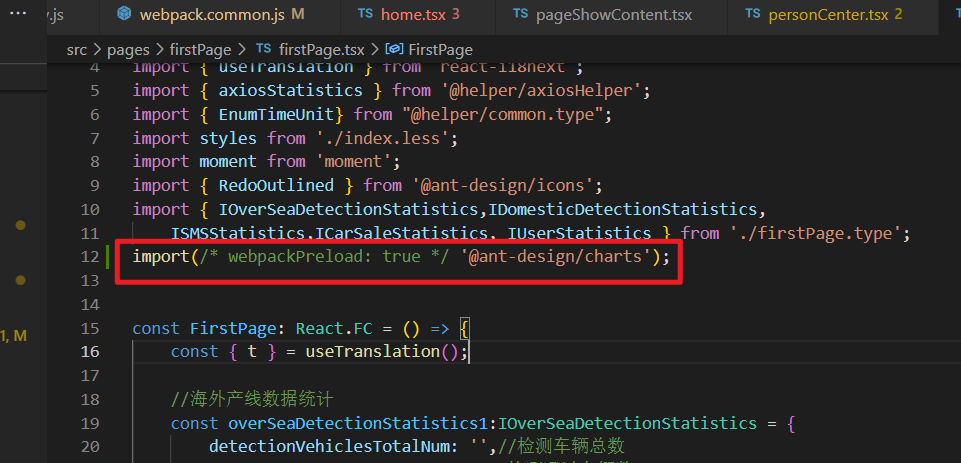 y.js webpack.common.js M TS home.tsx 3 TS pageShowContent.tsx TS personCenter.tsx 2
src > pages > firstPage > TS firstPage.tsx > FirstPage
4 import { useTranslation } from 'react-i18next';
5 import { axiosStatistics } from '@helper/axiosHelper';
6 import { EnumTimeUnit} from "@helper/common.type";
7 import styles from './index.less';
8 import moment from 'moment';
9 import { RedoOutlined } from '@ant-design/icons';
10 import { IOverSeaDetectionStatistics,IDomesticDetectionStatistics,
11 ISMSStatistics,ICarSaleStatistics, IUserStatistics } from './firstPage.type';
12 import(/* webpackPreload: true */ '@ant-design/charts');
13
14
15 const FirstPage: React.FC = () => {
16 const { t } = useTranslation();
17
18 //海外产线数据统计
19 const overSeaDetectionStatistics1:IOverSeaDetectionStatistics = {
20 detectionVehiclesTotalNum: '',//检测车辆总数
1, M